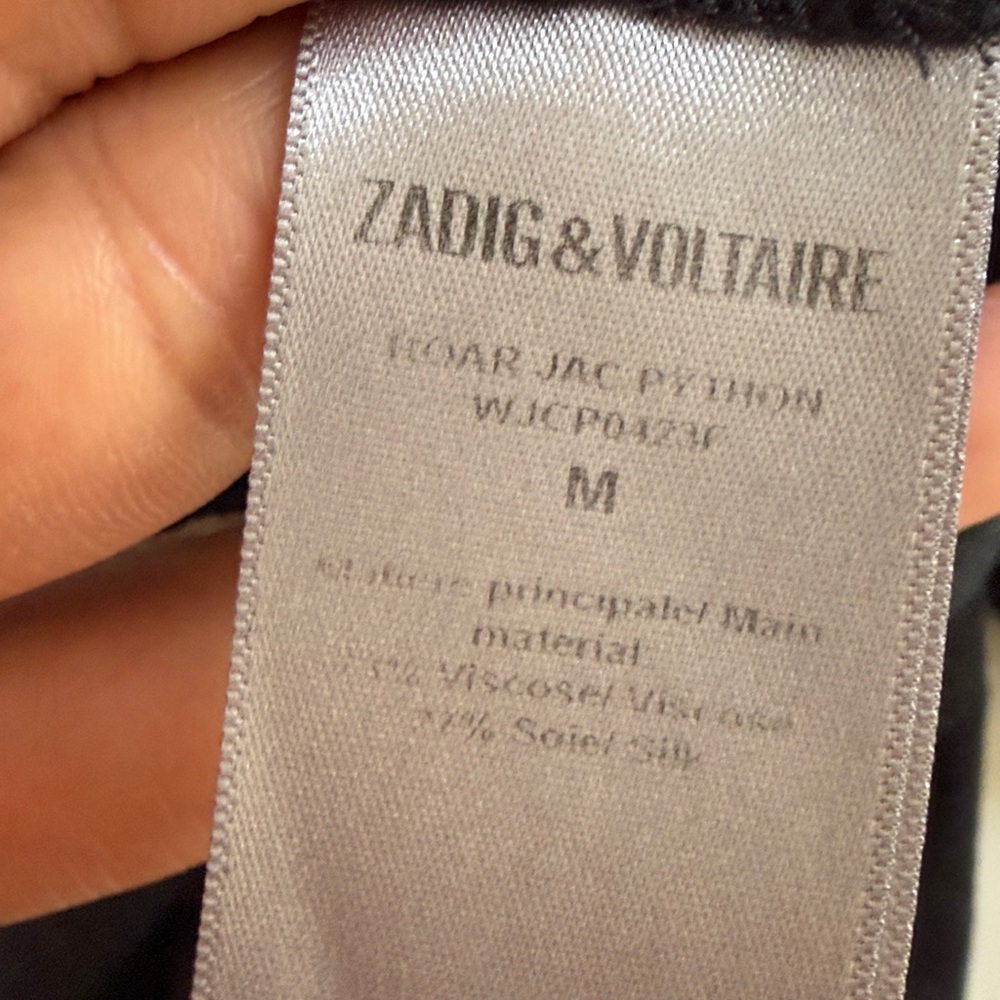 ZADIG&VOLTAIRE
ROAR JAC PYTHON
M
principale/ Main
material
Viscose/ Viscose
Soie/ Silk